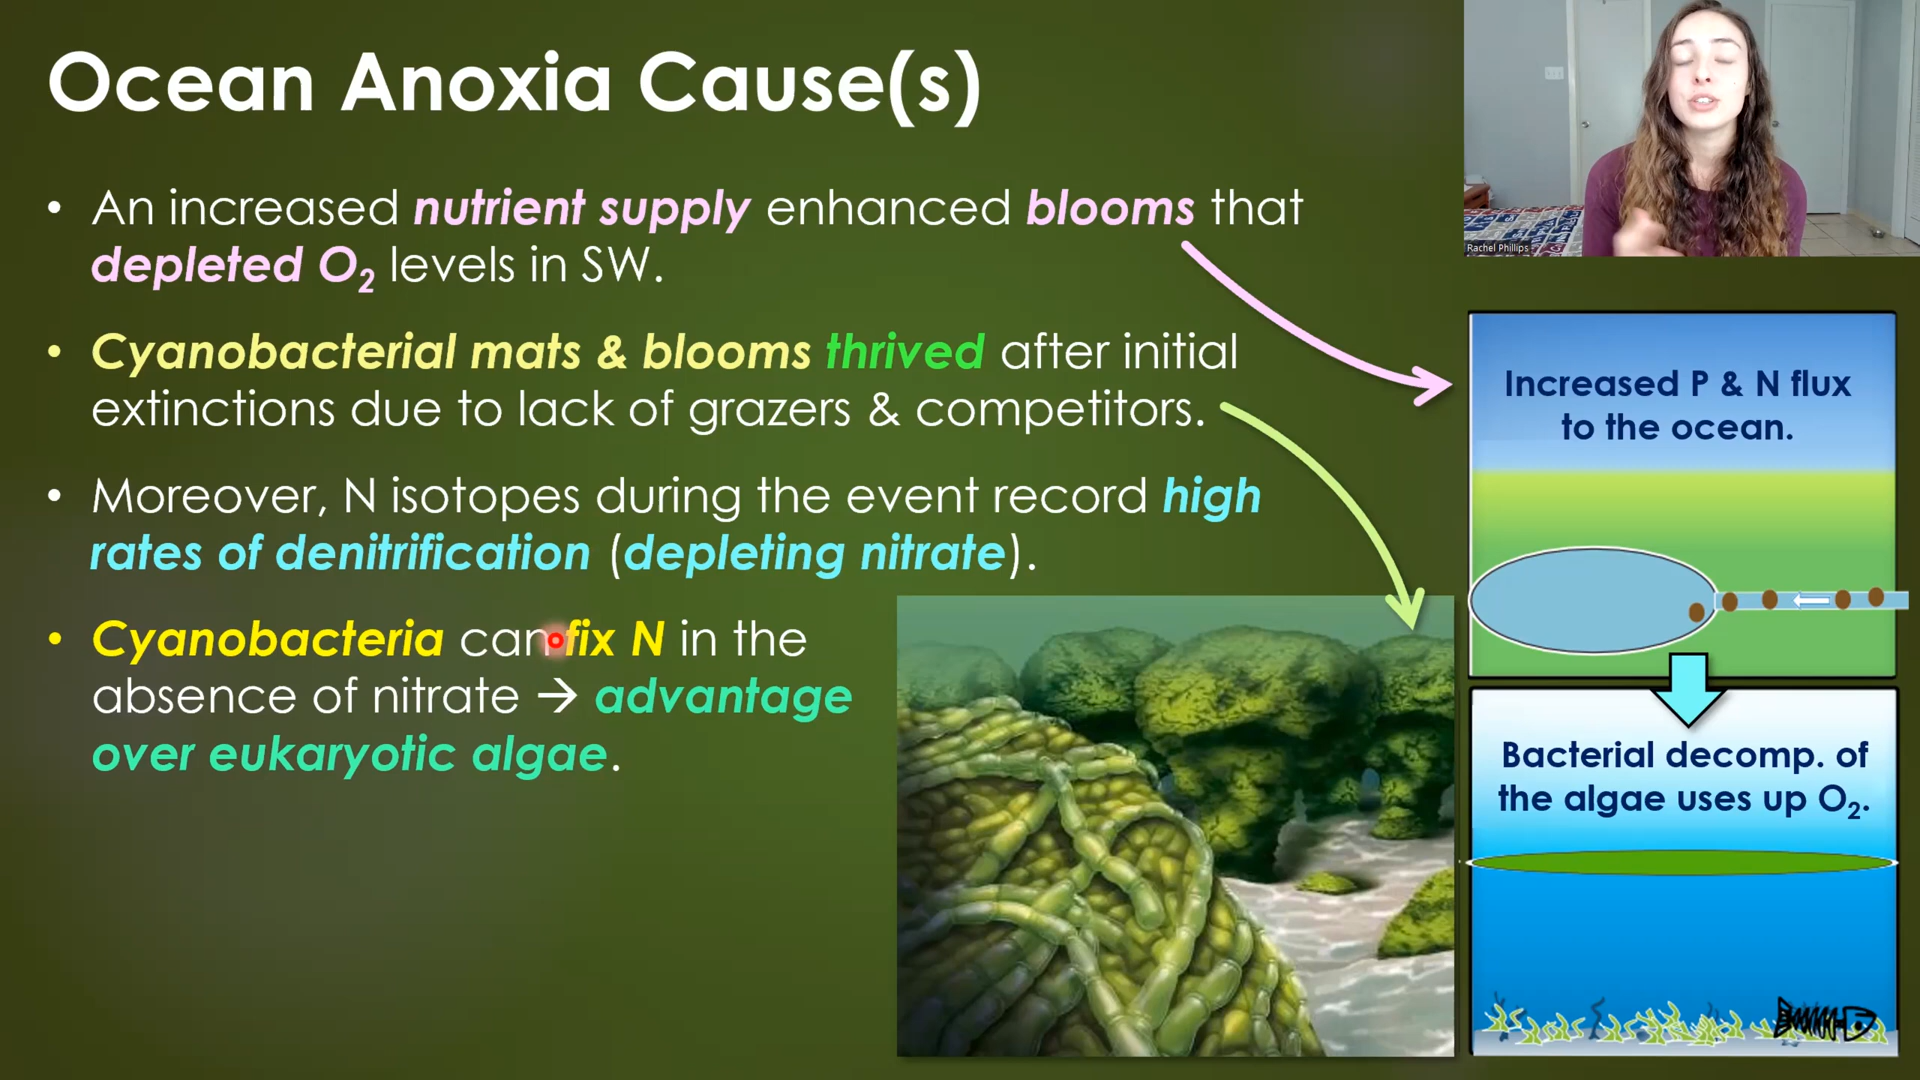 Ocean Anoxia Cause(s)
• An increased nutrient supply enhanced blooms that
depleted O₂ levels in SW.
• Cyanobacterial mats & blooms thrived after initial
extinctions due to lack of grazers & competitors.
• Moreover, N isotopes during the event record high
rates of denitrification (depleting nitrate).
• Cyanobacteria can fix N in the
absence of nitrate → advantage
over eukaryotic algae.
Rachel Phillips
Increased P & N flux
to the ocean.
Bacterial decomp. of
the algae uses up O₂.